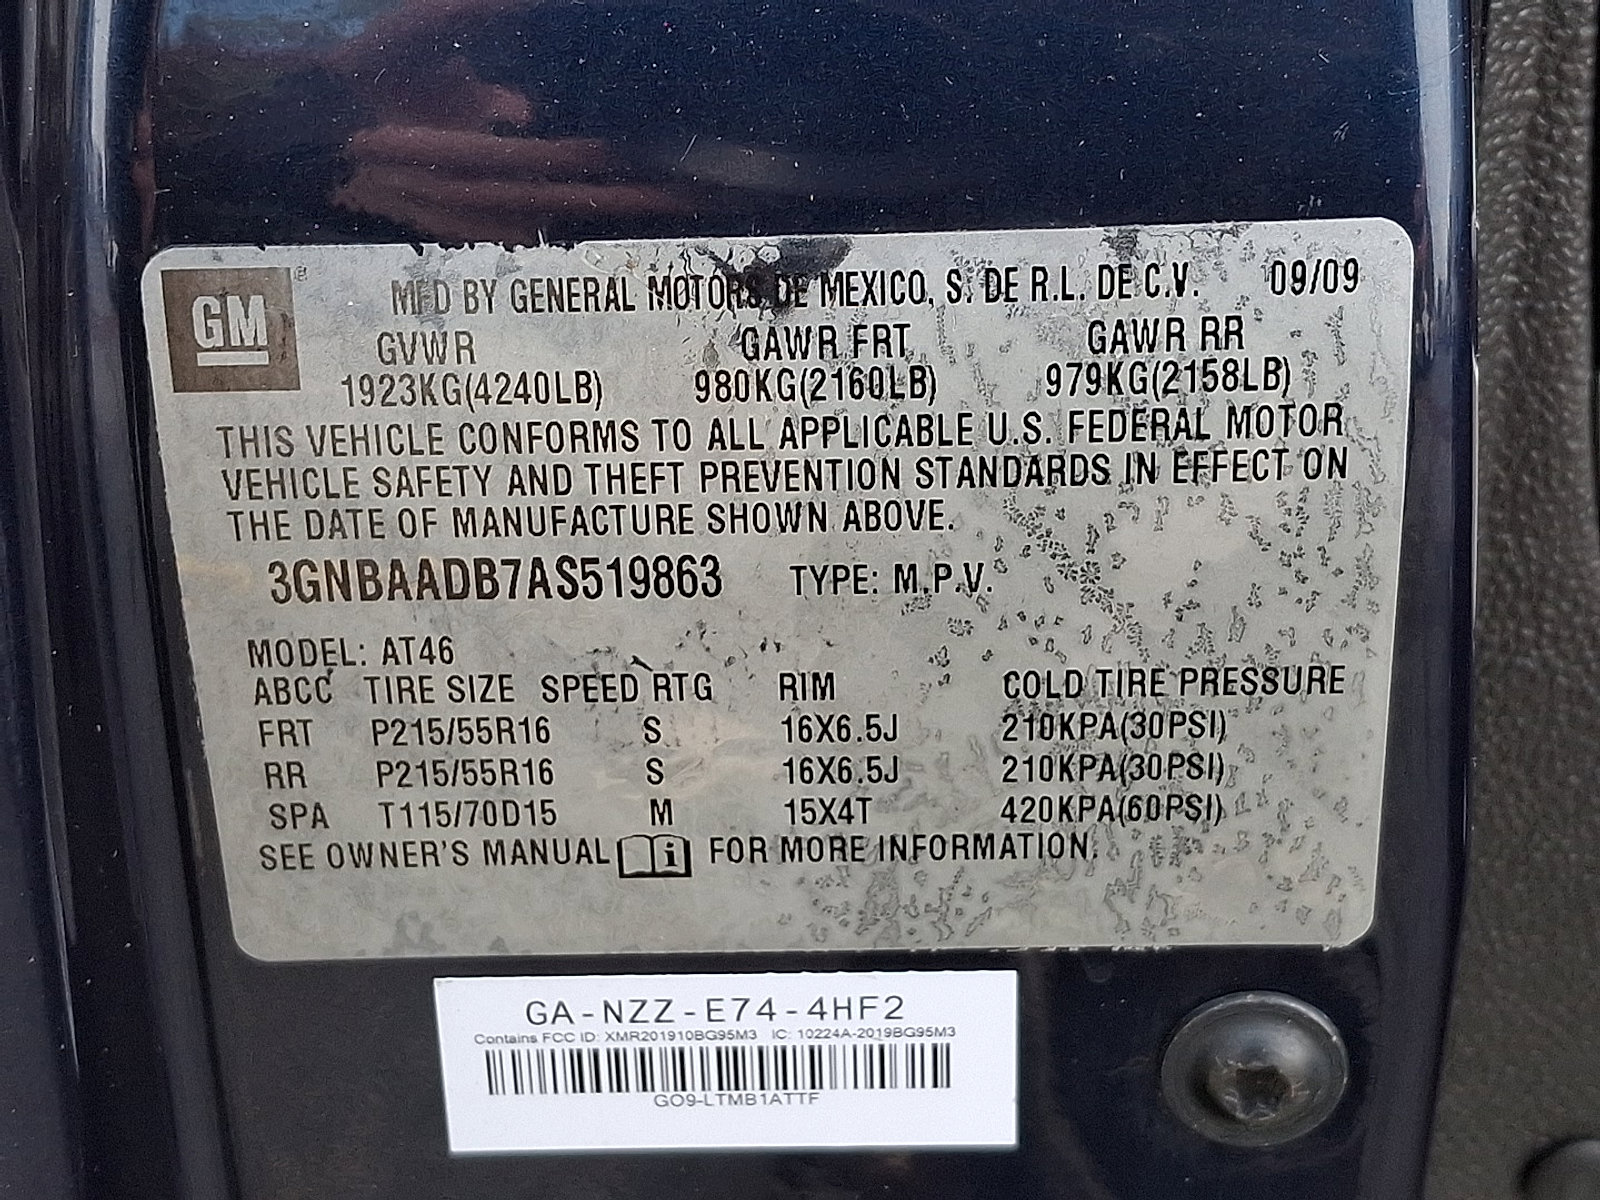 GM ® MFD BY GENERAL MOTORS DE MEXICO, S. DE R.L. DE C.V. 09/09
GVWR GAWR FRT GAWR RR
1923KG(4240LB) 980KG(2160LB) 979KG(2158LB)
THIS VEHICLE CONFORMS TO ALL APPLICABLE U.S. FEDERAL MOTOR
VEHICLE SAFETY AND THEFT PREVENTION STANDARDS IN EFFECT ON
THE DATE OF MANUFACTURE SHOWN ABOVE.
3GNBAADB7AS519863 TYPE: M.P.V.
MODEL: AT46
ABCC TIRE SIZE SPEED RTG RIM COLD TIRE PRESSURE
FRT P215/55R16 S 16X6.5J 210KPA(30PSI)
RR P215/55R16 S 16X6.5J 210KPA(30PSI)
SPA T115/70D15 M 15X4T 420KPA(60PSI)
SEE OWNER'S MANUAL i FOR MORE INFORMATION.
GA-NZZ-E74-4HF2
Contains FCC ID: XMR201910BG95M3 IC: 10224A-2019BG95M3
GO9-LTMB1ATTF